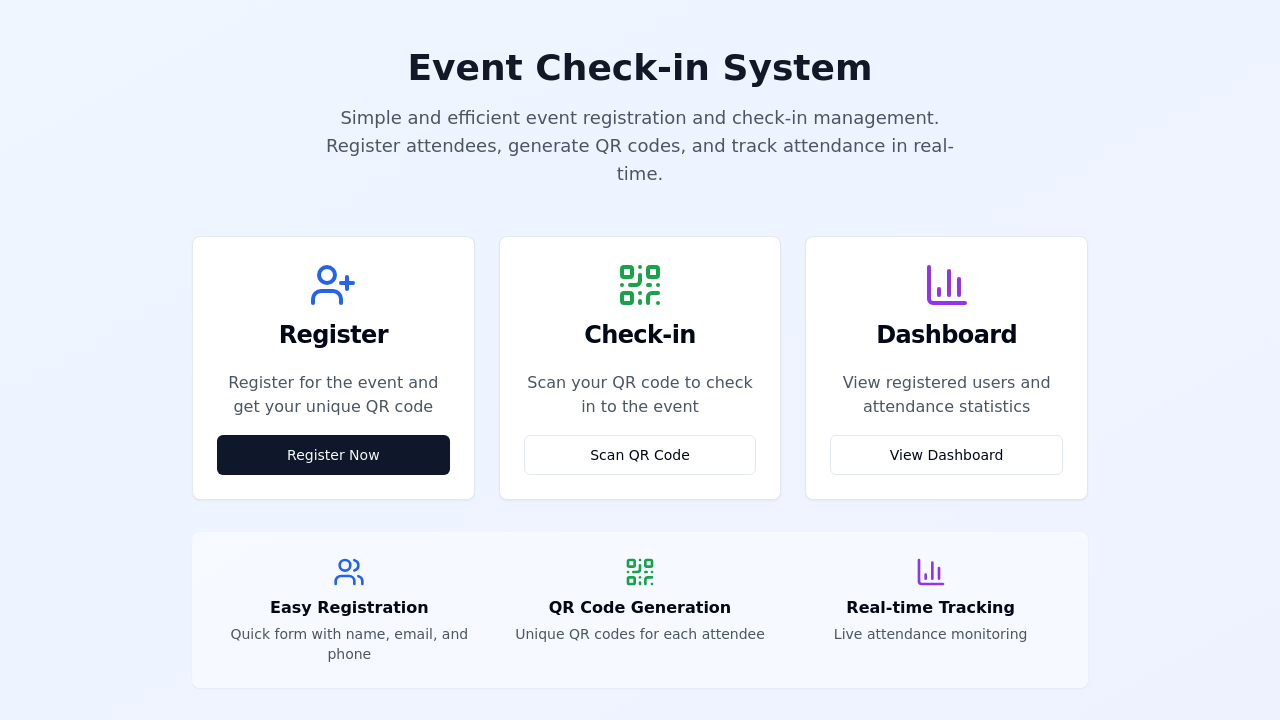 Event Check-in System
Simple and efficient event registration and check-in management.
Register attendees, generate QR codes, and track attendance in real-
time.
Register
Register for the event and
get your unique QR code
Register Now
Check-in
Scan your QR code to check
in to the event
Scan QR Code
Dashboard
View registered users and
attendance statistics
View Dashboard
Easy Registration
Quick form with name, email, and
phone
QR Code Generation
Unique QR codes for each attendee
Real-time Tracking
Live attendance monitoring